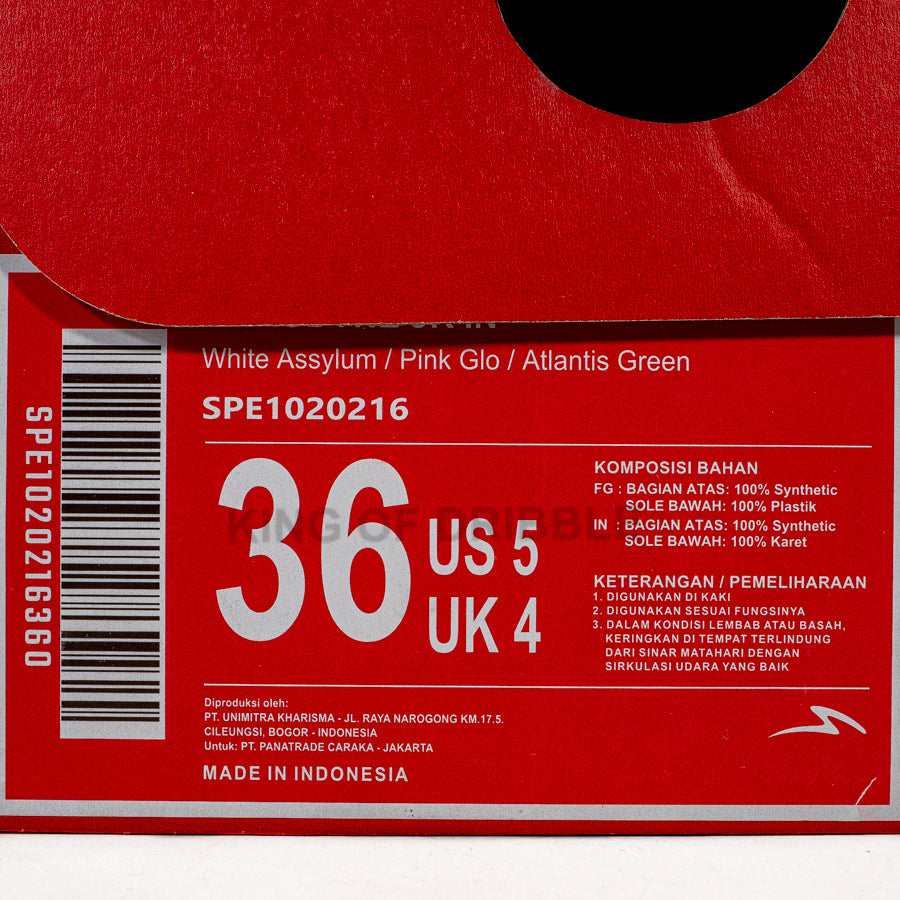 White Assylum / Pink Glo / Atlantis Green
SPE1020216
SPE1020216360
36
US 5
UK 4
KING OF DRIBBLE
KOMPOSISI BAHAN
FG : BAGIAN ATAS: 100% Synthetic
SOLE BAWAH: 100% Plastik
IN : BAGIAN ATAS: 100% Synthetic
SOLE BAWAH: 100% Karet
KETERANGAN / PEMELIHARAAN
1. DIGUNAKAN DI KAKI
2. DIGUNAKAN SESUAI FUNGSINYA
3. DALAM KONDISI LEMBAB ATAU BASAH,
KERINGKAN DI TEMPAT TERLINDUNG
DARI SINAR MATAHARI DENGAN
SIRKULASI UDARA YANG BAIK
Diproduksi oleh:
PT. UNIMITRA KHARISMA - JL. RAYA NAROGONG KM.17.5.
CILEUNGSI, BOGOR - INDONESIA
Untuk: PT. PANATRADE CARAKA - JAKARTA
MADE IN INDONESIA